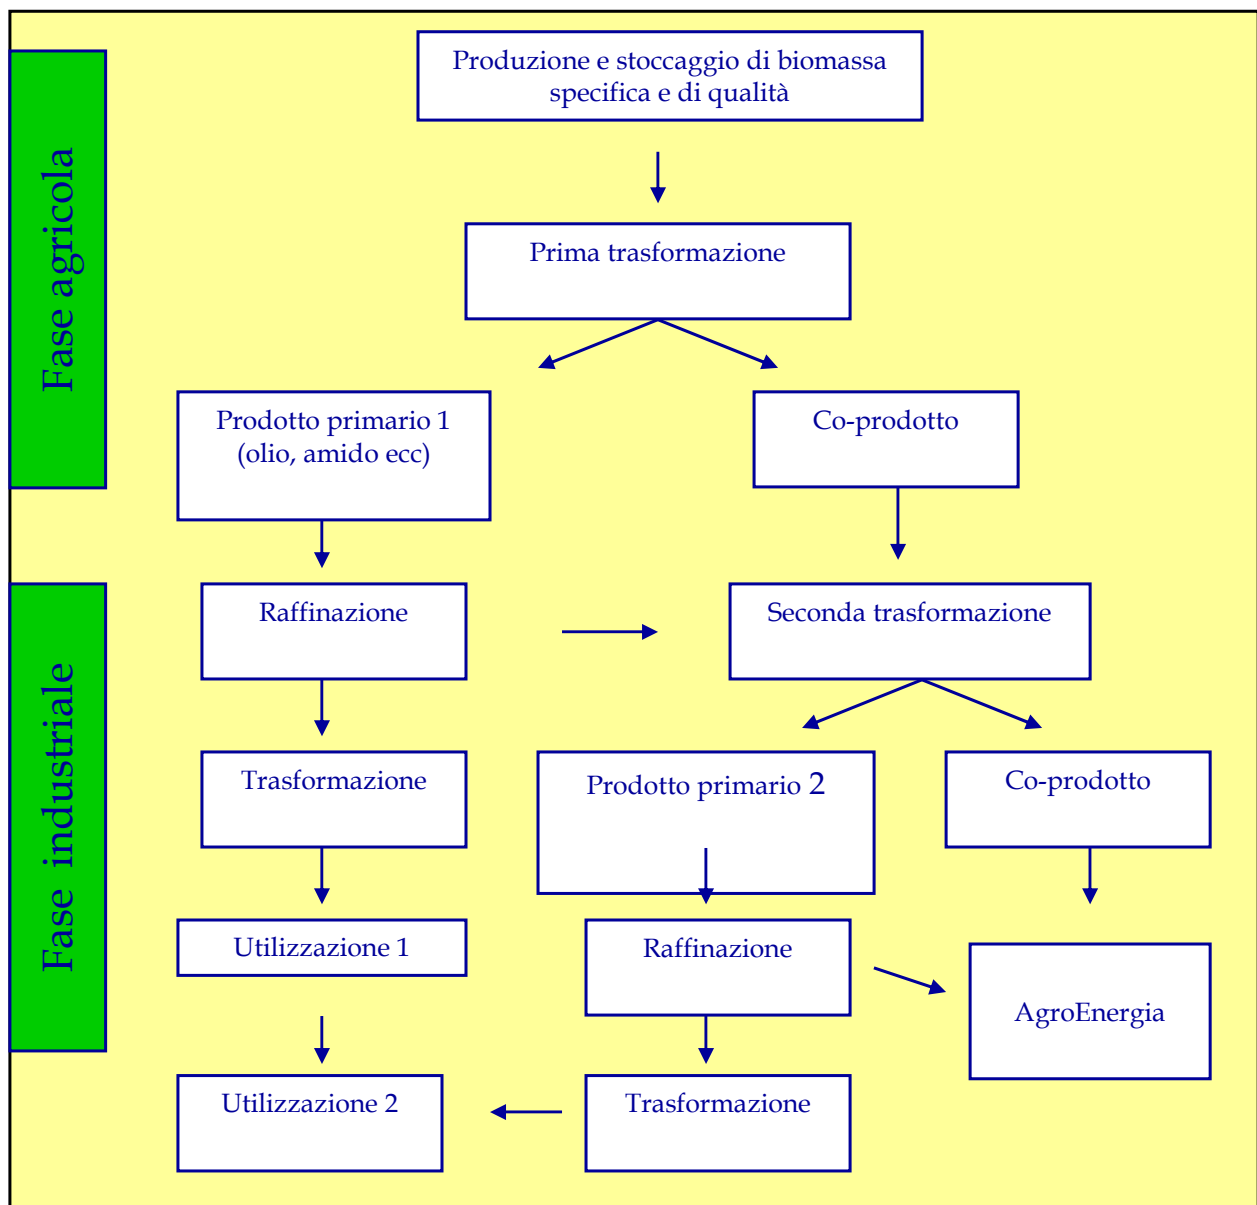 Fase agricola
Produzione e stoccaggio di biomassa
specifica e di qualità
Prima trasformazione
Prodotto primario 1
(olio, amido ecc)
Co-prodotto
Fase industriale
Raffinazione
Seconda trasformazione
Trasformazione
Prodotto primario 2
Co-prodotto
Utilizzazione 1
Raffinazione
AgroEnergia
Utilizzazione 2
Trasformazione